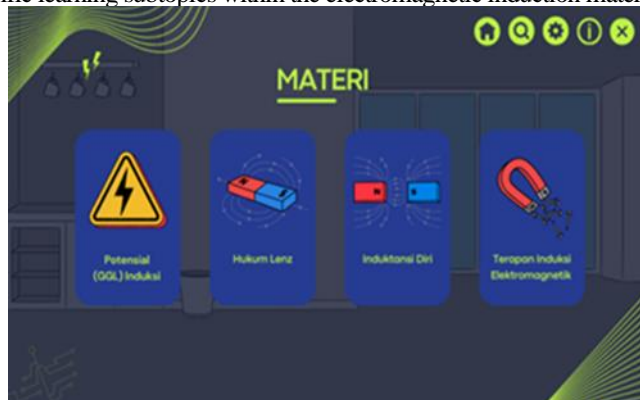 MATERI
Potensial
(GGL) Induksi
Hukum Lenz
Induktansi Diri
Terapan Induksi
Elektromagnetik